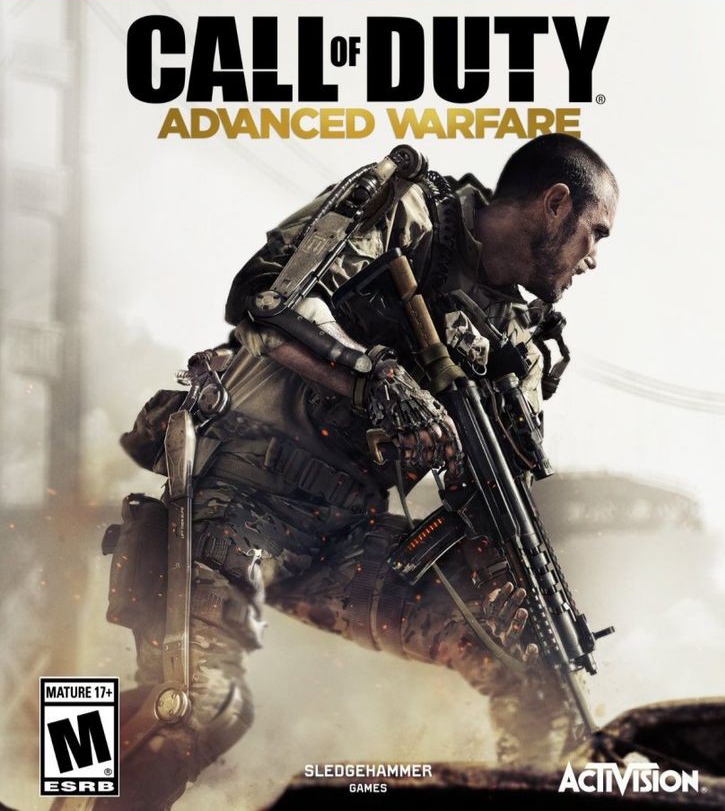 CALL OF DUTY®
ADVANCED WARFARE
MATURE 17+
M®
ESRB
SLEDGEHAMMER
GAMES
ACTIVISION®